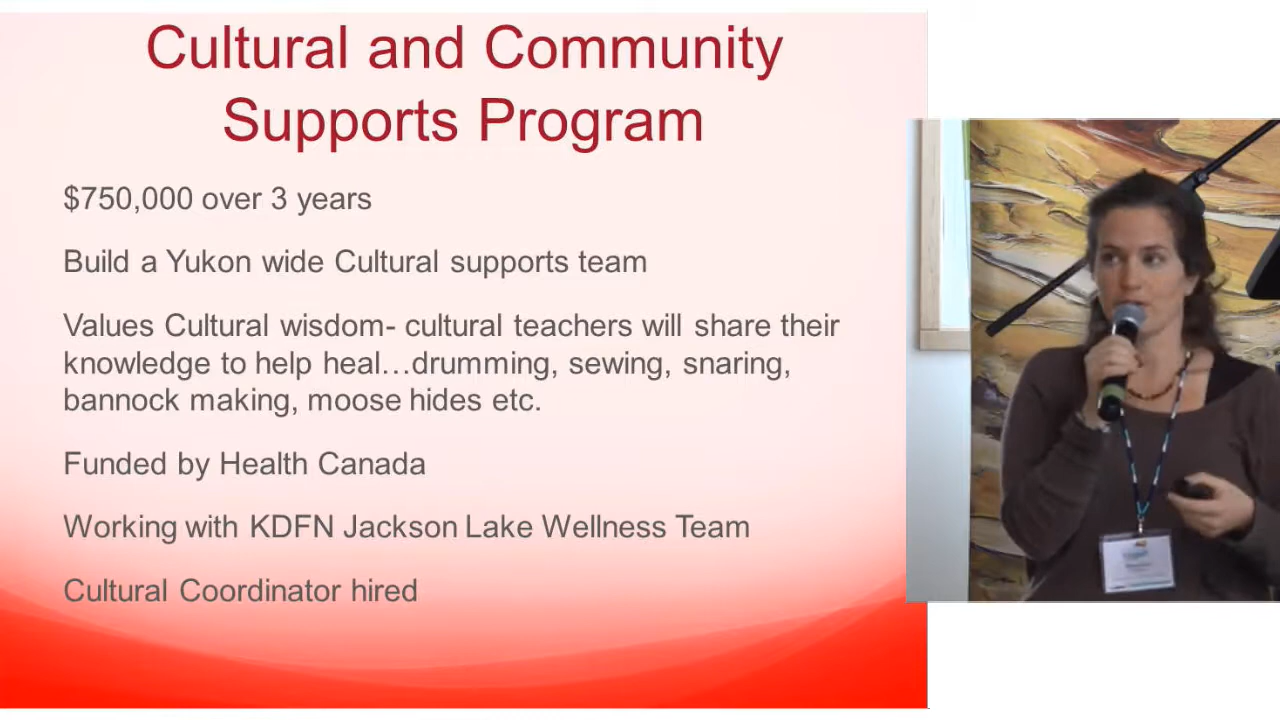 Cultural and Community
Supports Program
$750,000 over 3 years
Build a Yukon wide Cultural supports team
Values Cultural wisdom- cultural teachers will share their
knowledge to help heal…drumming, sewing, snaring,
bannock making, moose hides etc.
Funded by Health Canada
Working with KDFN Jackson Lake Wellness Team
Cultural Coordinator hired